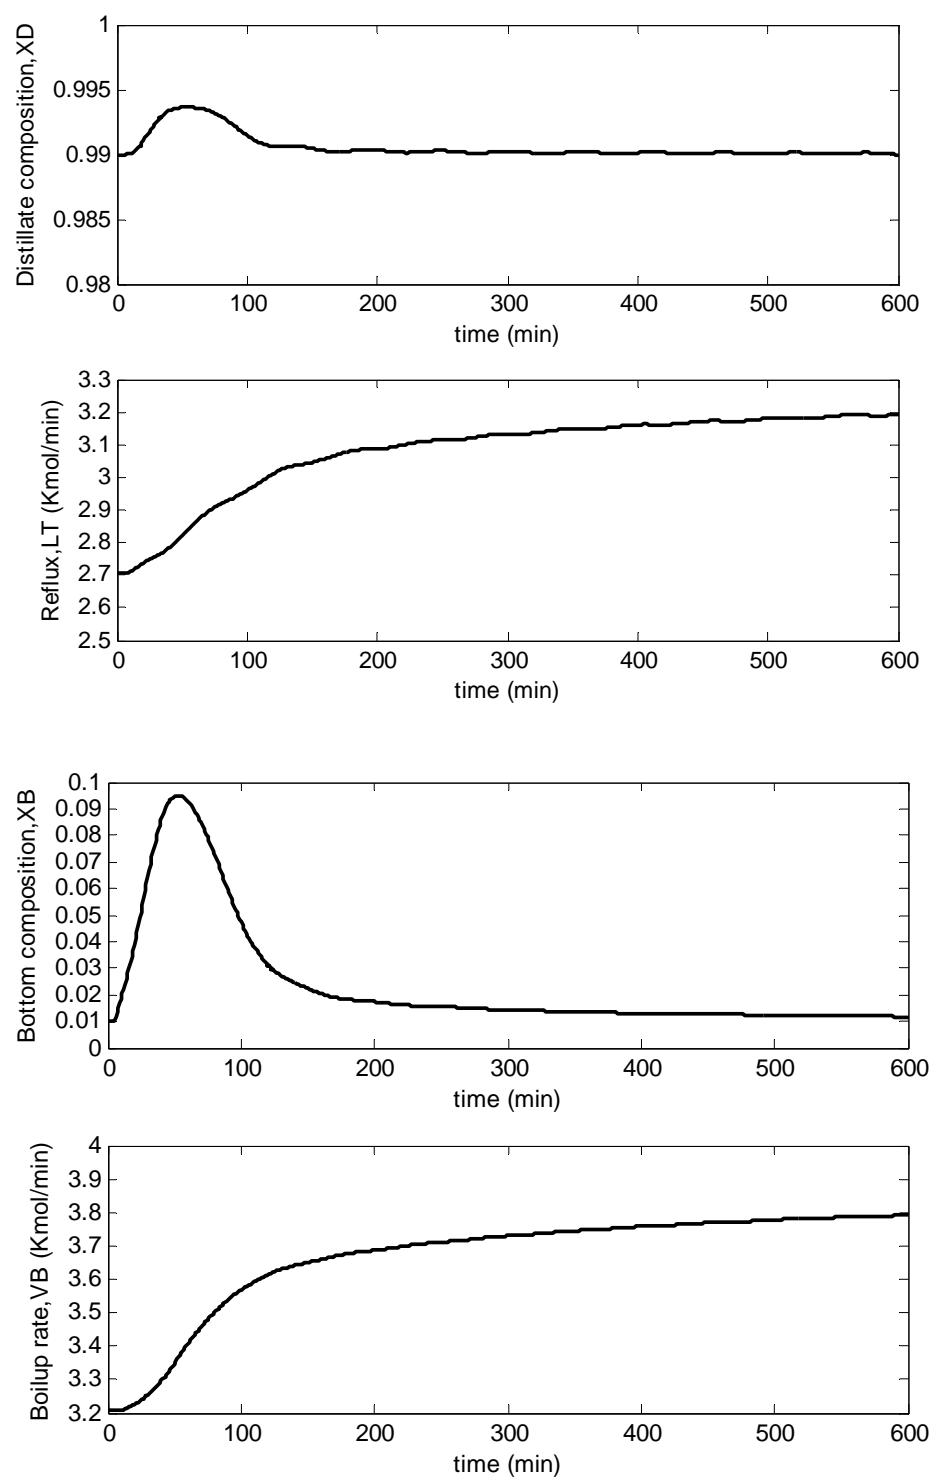 Distillate composition,XD
1
0.995
0.99
0.985
0.98
0 100 200 300 400 500 600
time (min)
Reflux,LT (Kmol/min)
3.3
3.2
3.1
3
2.9
2.8
2.7
2.6
2.5
0 100 200 300 400 500 600
time (min)
Bottom composition,XB
0.1
0.09
0.08
0.07
0.06
0.05
0.04
0.03
0.02
0.01
0
0 100 200 300 400 500 600
time (min)
Boilup rate,VB (Kmol/min)
4
3.9
3.8
3.7
3.6
3.5
3.4
3.3
3.2
0 100 200 300 400 500 600
time (min)